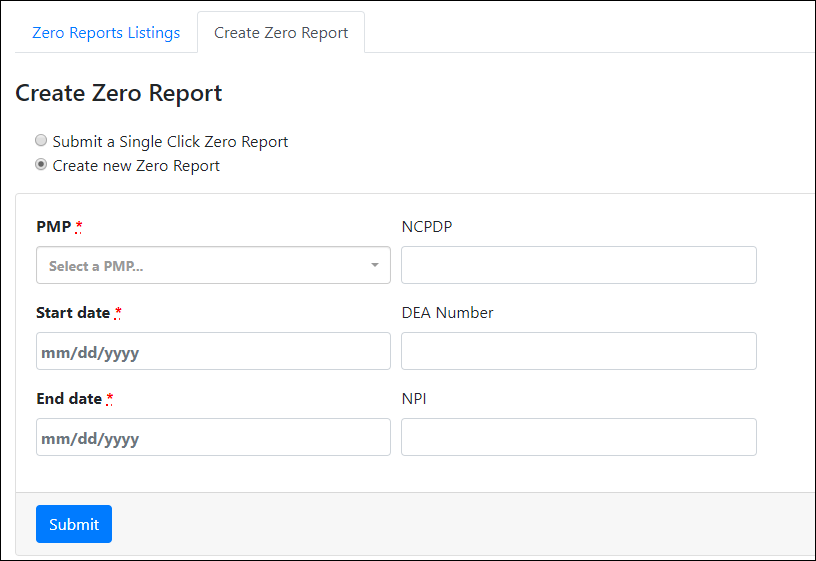 Zero Reports Listings
Create Zero Report
Create Zero Report
Submit a Single Click Zero Report
Create new Zero Report
PMP *
NCPDP
Select a PMP...
Start date *
DEA Number
mm/dd/yyyy
End date *
NPI
mm/dd/yyyy
Submit